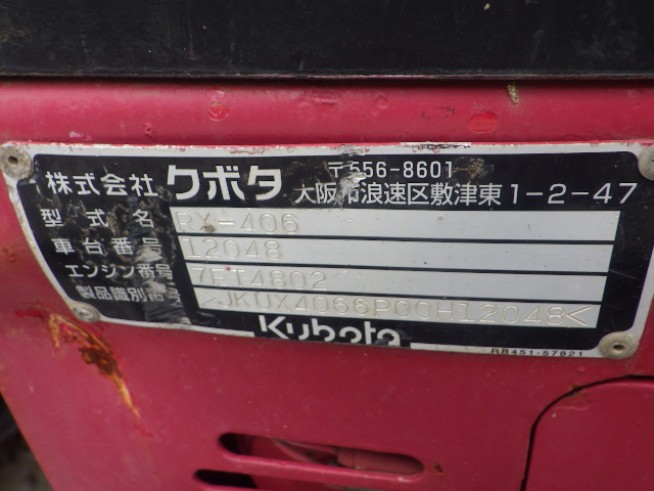 株式会社 クボタ
〒556-8601
大阪市浪速区敷津東1-2-47
型式名 RX-406
車台番号 12048
エンジン番号 7ET4802
製品識別番号 >JKUX4066P00H12048<
Kubota
RB451-57821